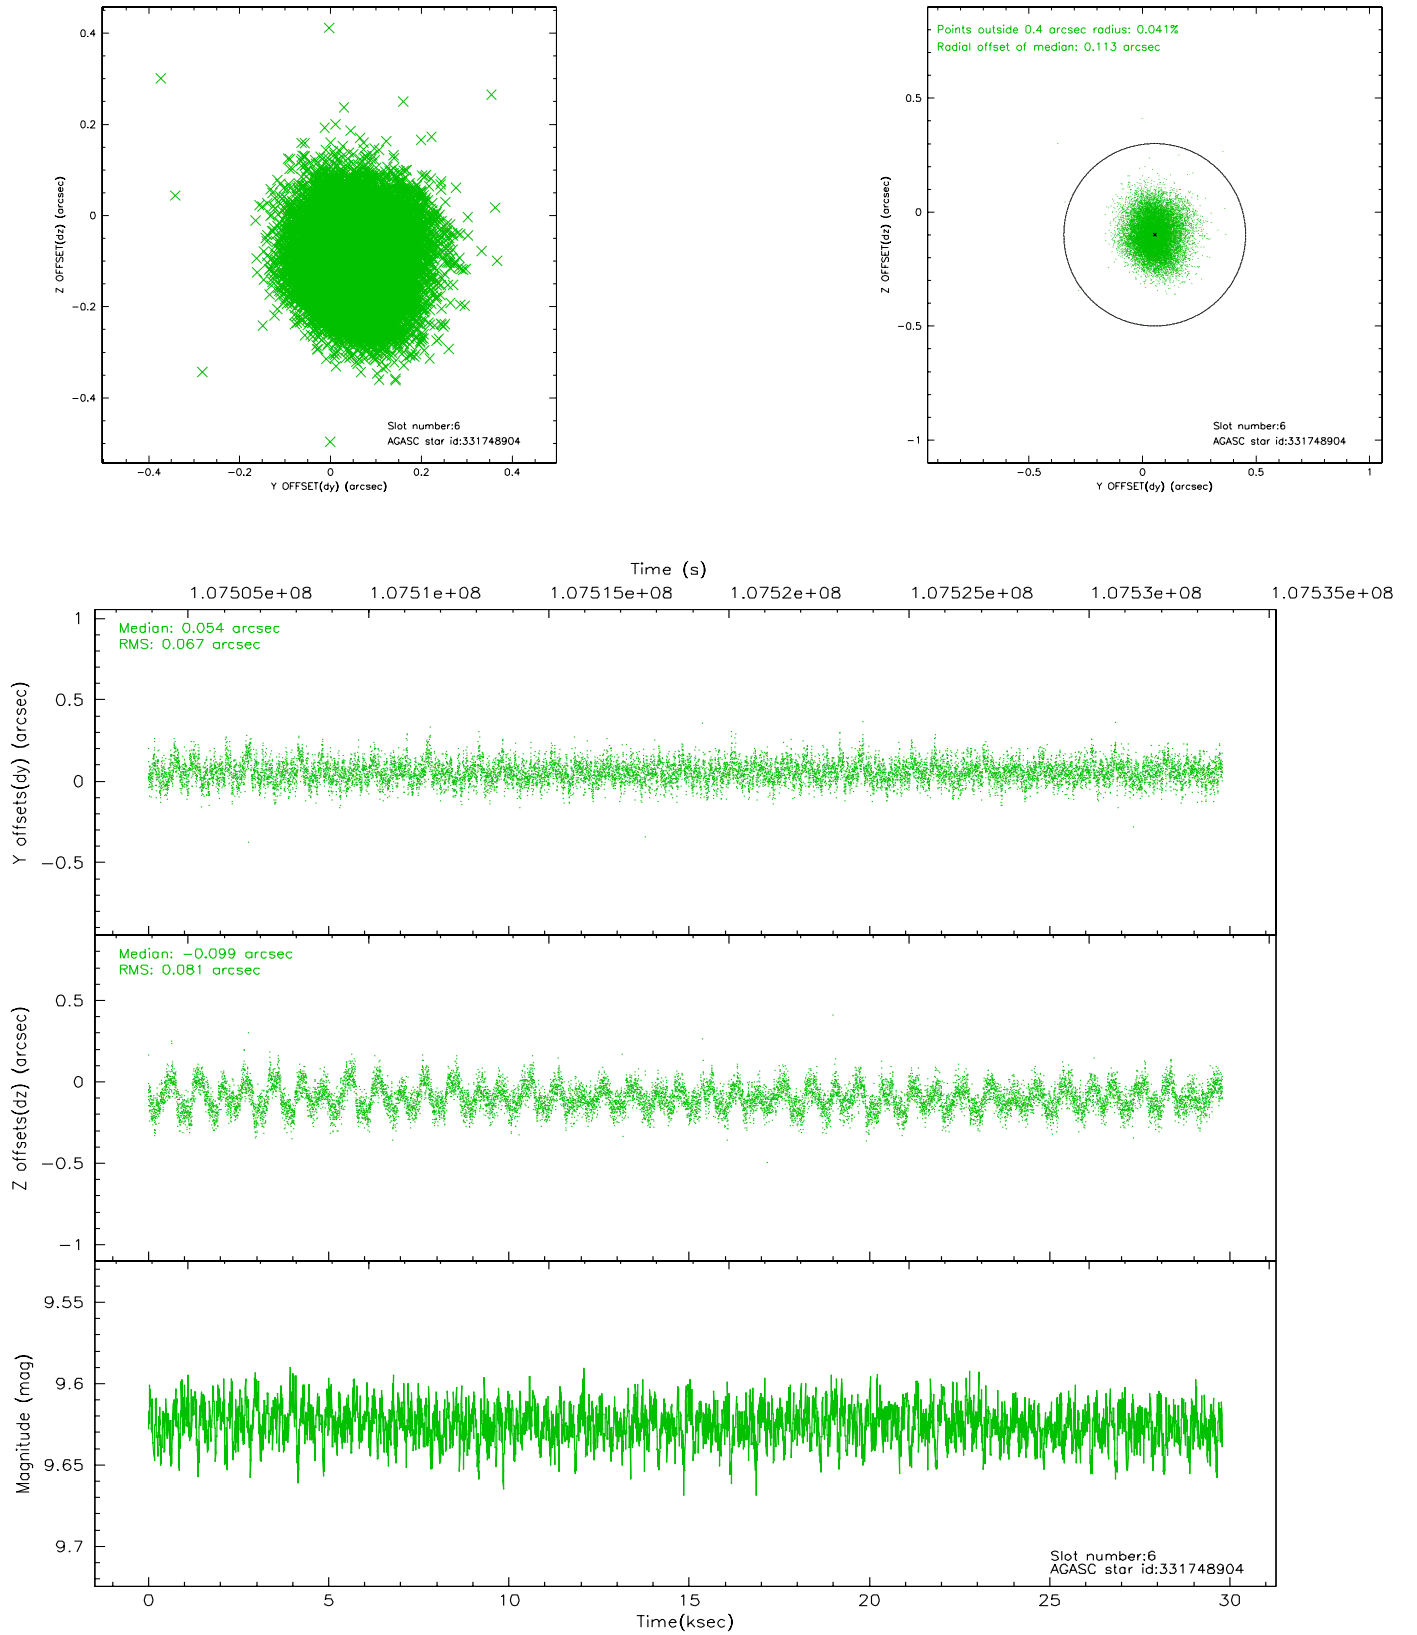 0.4
0.2
0
−0.2
−0.4
−0.4
−0.2
0
0.2
0.4
Z OFFSET(dz) (arcsec)
Y OFFSET(dy) (arcsec)
Slot number:6
AGASC star id:331748904
Points outside 0.4 arcsec radius: 0.041%
Radial offset of median: 0.113 arcsec
0.5
0
−0.5
−1
−0.5
0
0.5
1
Z OFFSET(dz) (arcsec)
Y OFFSET(dy) (arcsec)
Slot number:6
AGASC star id:331748904
Time (s)
1.07505e+08
1.0751e+08
1.07515e+08
1.0752e+08
1.07525e+08
1.0753e+08
1.07535e+08
Median: 0.054 arcsec
RMS: 0.067 arcsec
1
0.5
0
−0.5
Y offsets(dy) (arcsec)
Median: −0.099 arcsec
RMS: 0.081 arcsec
0.5
0
−0.5
−1
Z offsets(dz) (arcsec)
9.55
9.6
9.65
9.7
Magnitude (mag)
Slot number:6
AGASC star id:331748904
0
5
10
15
20
25
30
Time(ksec)